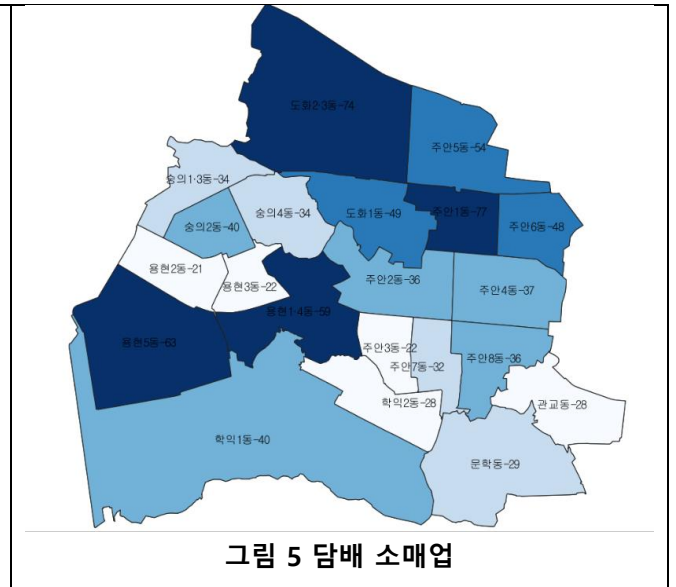 도화2·3동-74
주안5동-54
숭의1·3동-34
숭의4동-34
도화1동-49
주안1동-77
숭의2동-40
주안6동-48
용현2동-21
용현3동-22
주안2동-36
주안4동-37
용현1·4동-59
용현5동-63
주안3동-22
주안8동-36
주안7동-32
학익2동-28
관교동-28
학익1동-40
문학동-29
그림 5 담배 소매업